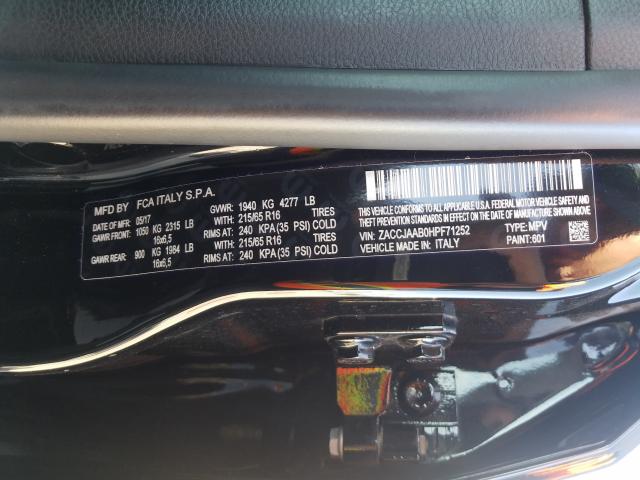 MFD BY FCA ITALY S.P.A.
DATE OF MFR 05/17 GVWR: 1940 KG 4277 LB
GAWR FRONT: 1050 KG 2315 LB WITH: 215/65 R16 TIRES
16x6,5 RIMS AT: 240 KPA (35 PSI) COLD
GAWR REAR: 900 KG 1984 LB WITH: 215/65 R16 TIRES
16x6,5 RIMS AT: 240 KPA (35 PSI) COLD
THIS VEHICLE CONFORMS TO ALL APPLICABLE U.S.A. FEDERAL MOTOR VEHICLE SAFETY
AND THEFT PREVENTION STANDARDS IN EFFECT ON THE DATE OF MANUFACTURE SHOWN ABOVE.
VIN: ZACCJAAB0HPF71252 TYPE: MPV
VEHICLE MADE IN: ITALY PAINT: 601